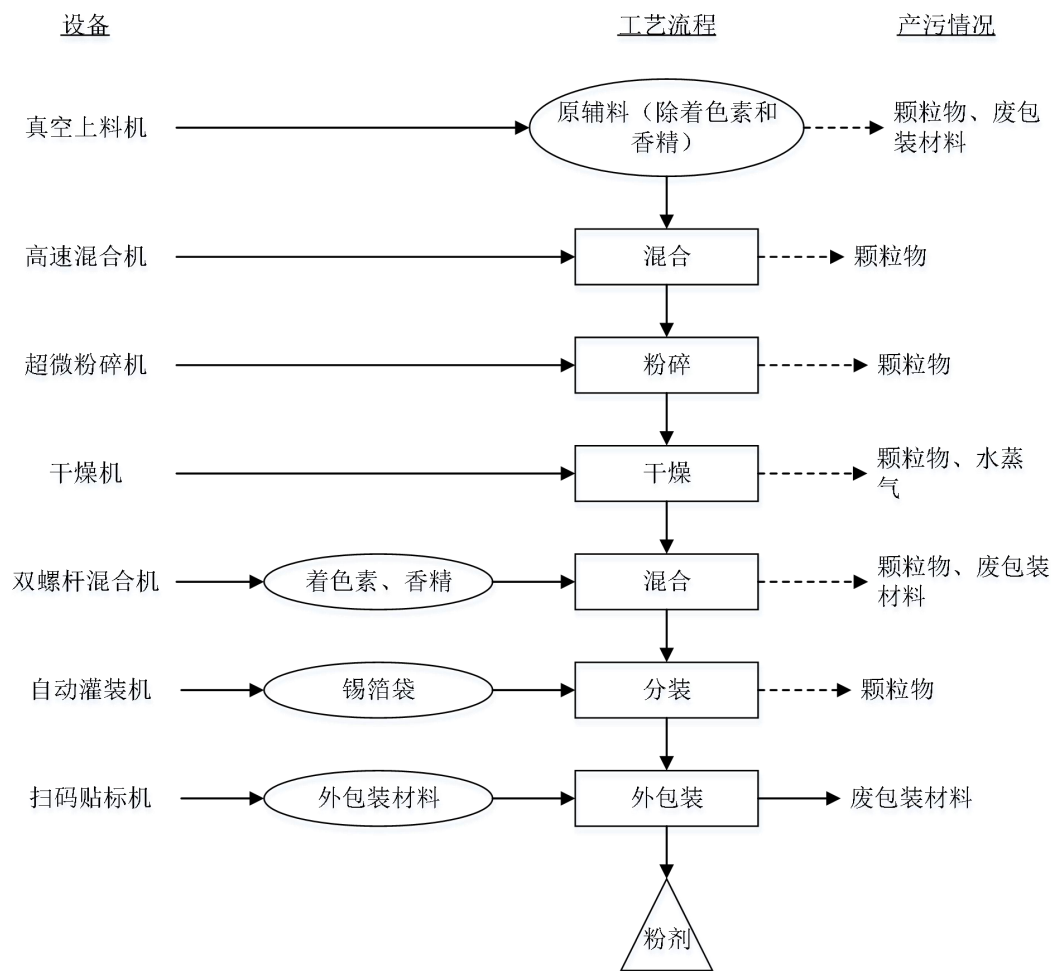 设备
工艺流程
产污情况
真空上料机
原辅料（除着色素和
香精）
颗粒物、废包
装材料
高速混合机
混合
颗粒物
超微粉碎机
粉碎
颗粒物
干燥机
干燥
颗粒物、水蒸
气
双螺杆混合机
着色素、香精
混合
颗粒物、废包装
材料
自动灌装机
锡箔袋
分装
颗粒物
扫码贴标机
外包装材料
外包装
废包装材料
粉剂